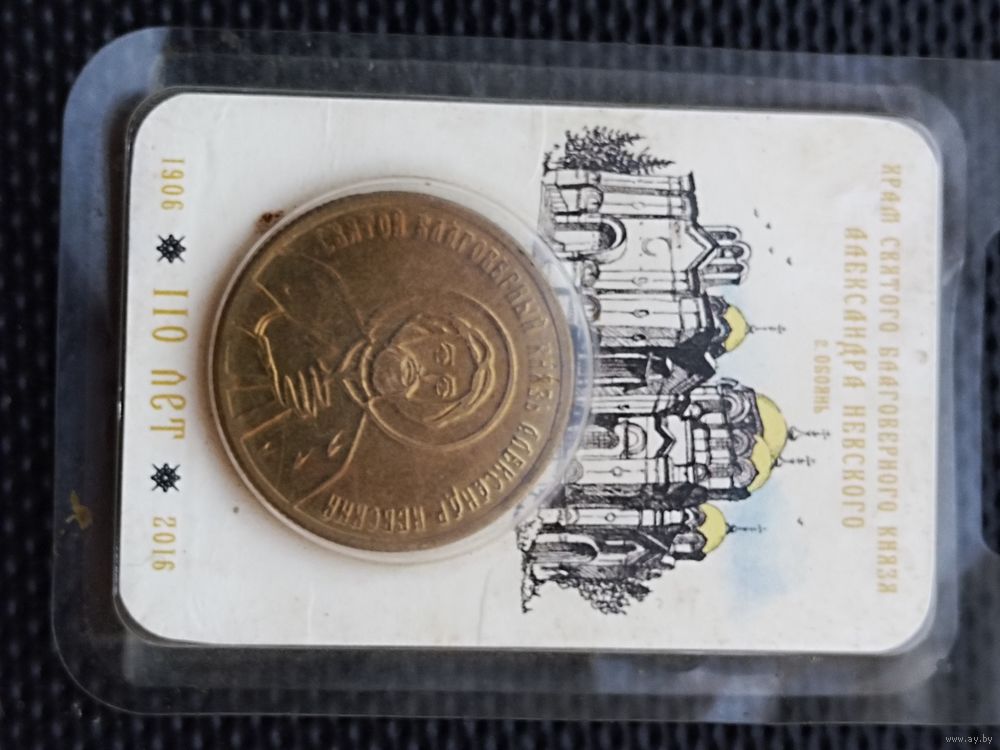 ХРАМ СВЯТОГО БЛАГОВЕРНОГО КНЯЗЯ
АЛЕКСАНДРА НЕВСКОГО
г. ОБОЯНЬ
СВЯТОЙ БЛАГОВЕРНЫЙ КНЯЗЬ АЛЕКСАНДР НЕВСКИЙ
1906 110 ЛЕТ 2016
www.ay.by